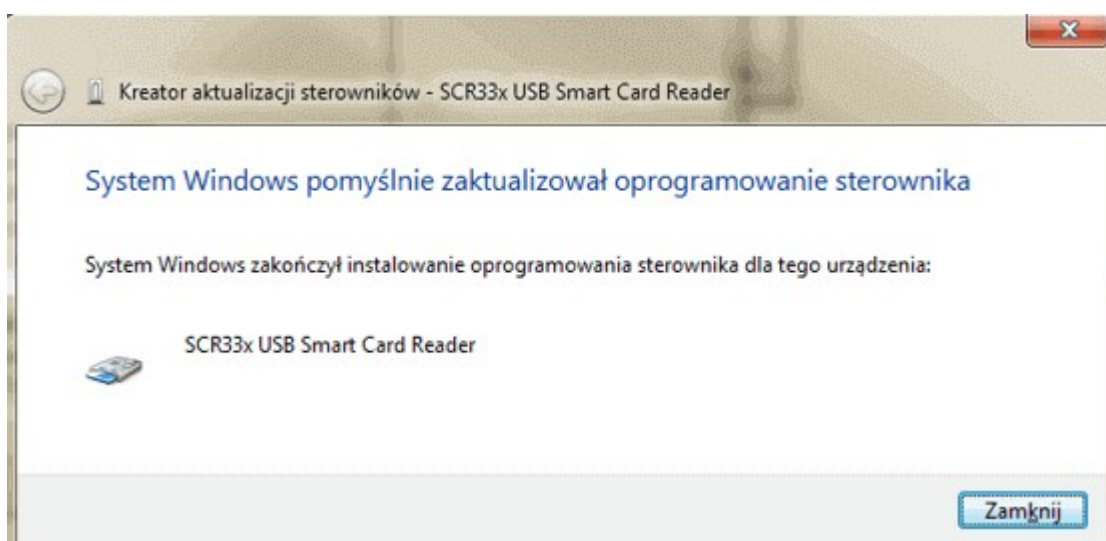 Kreator aktualizacji sterowników - SCR33x USB Smart Card Reader
System Windows pomyślnie zaktualizował oprogramowanie sterownika
System Windows zakończył instalowanie oprogramowania sterownika dla tego urządzenia:
SCR33x USB Smart Card Reader
Zamknij